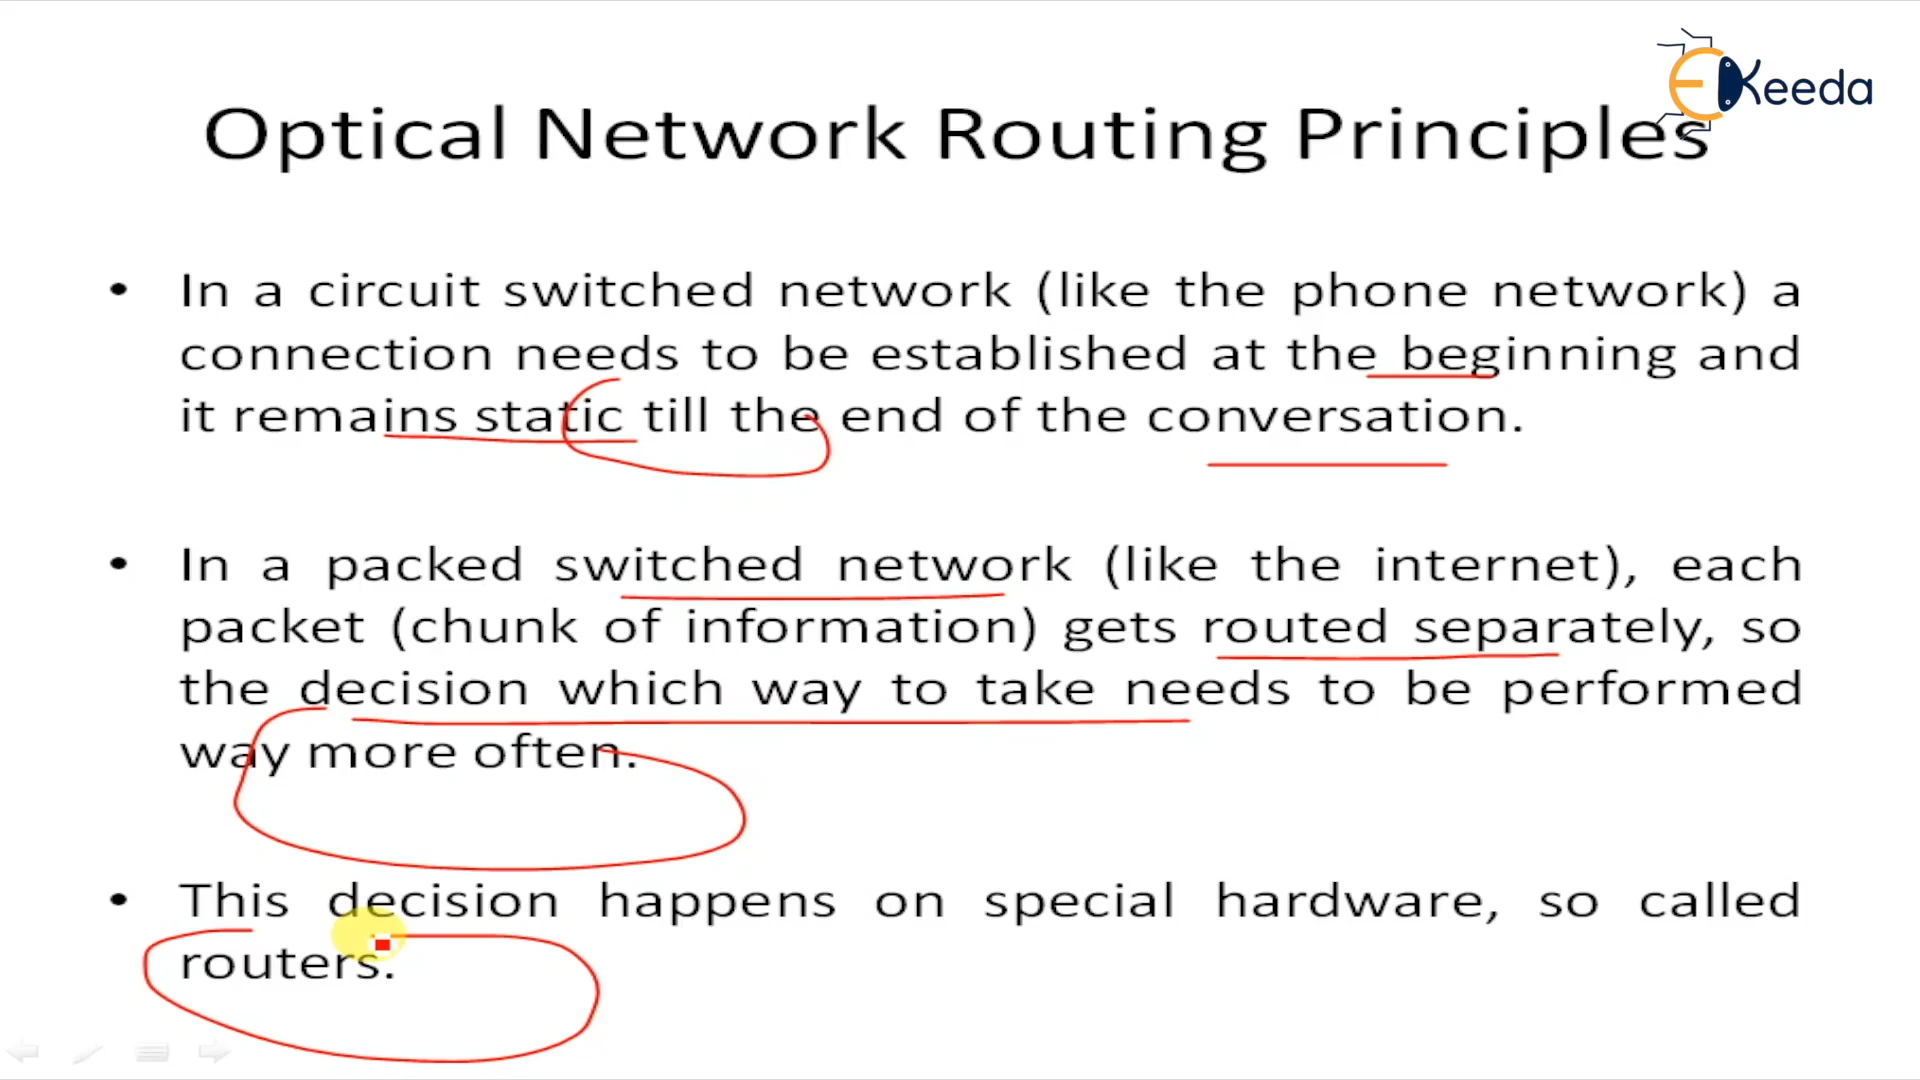 EKeeda
Optical Network Routing Principles
• In a circuit switched network (like the phone network) a
connection needs to be established at the beginning and
it remains static till the end of the conversation.
• In a packed switched network (like the internet), each
packet (chunk of information) gets routed separately, so
the decision which way to take needs to be performed
way more often.
• This decision happens on special hardware, so called
routers.